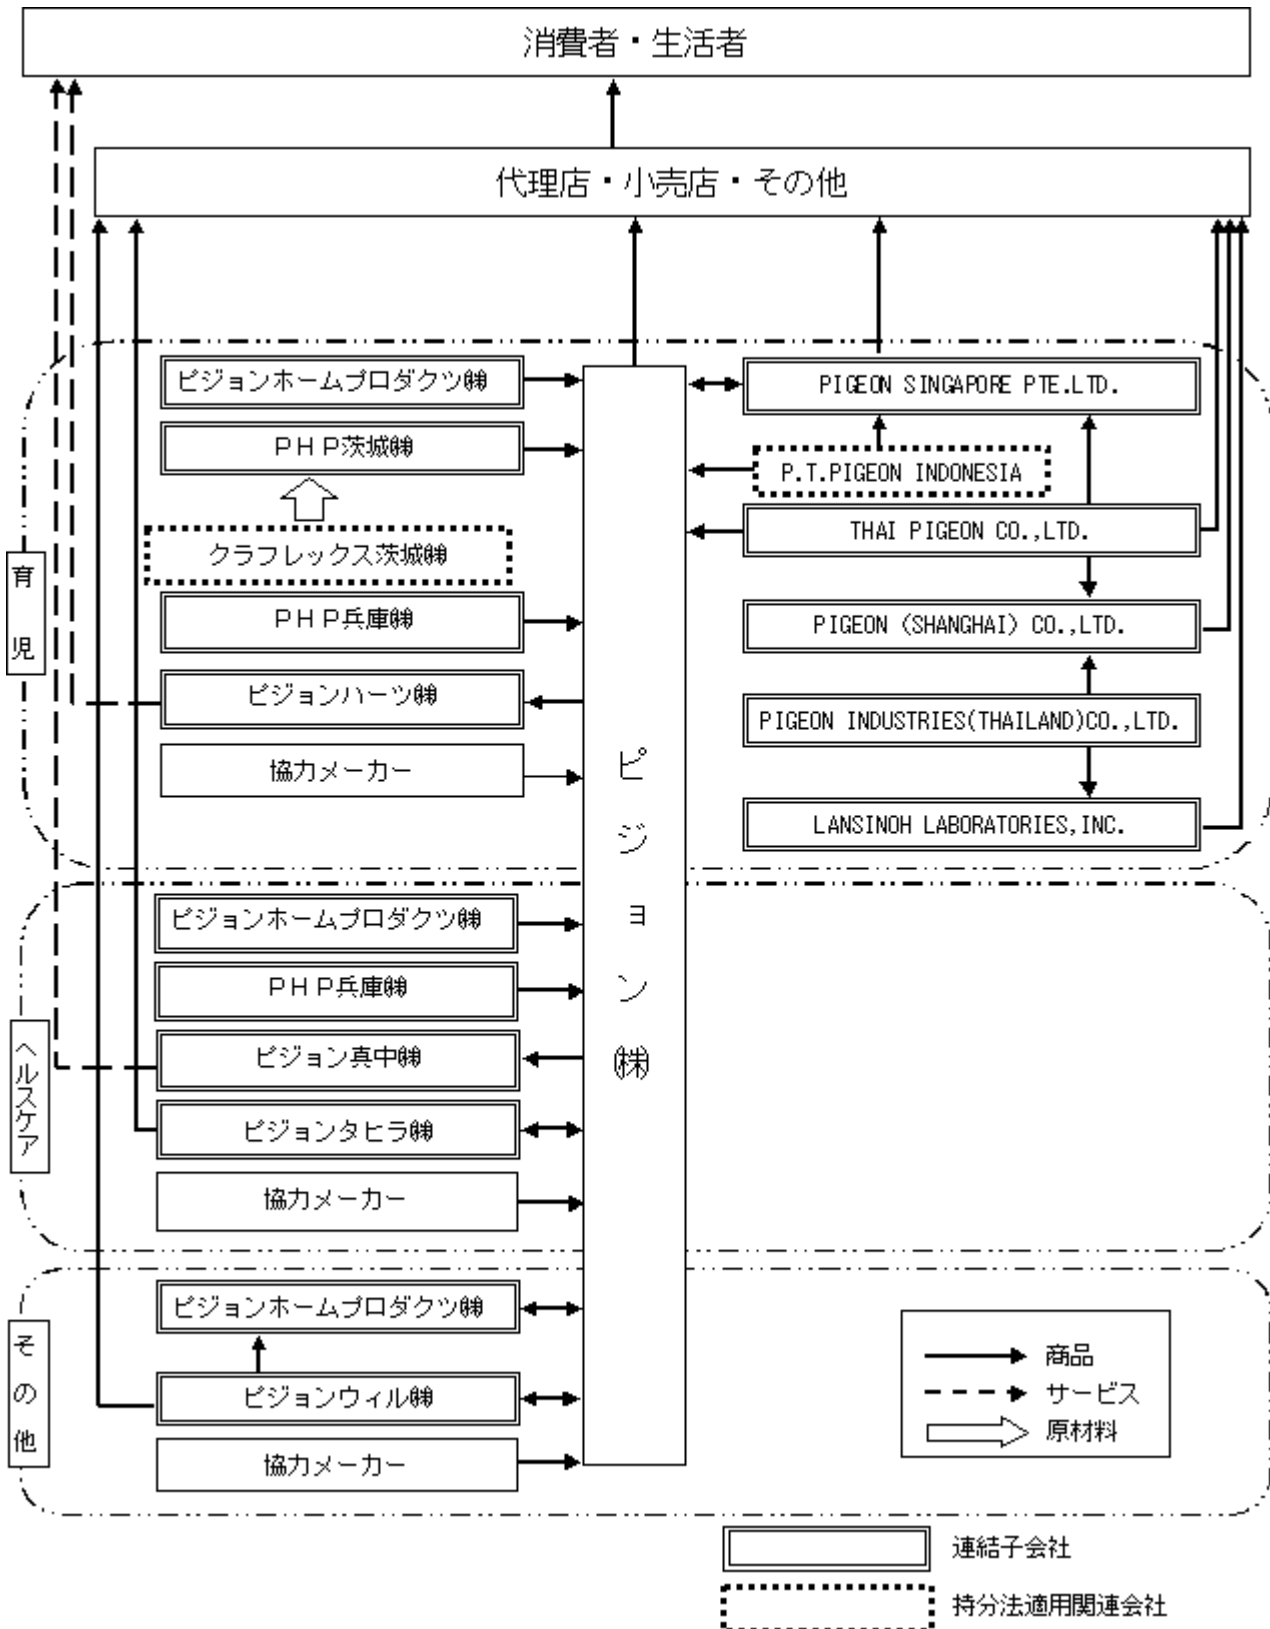 消費者・生活者
代理店・小売店・その他
育児
ピジョンホームプロダクツ㈱
PHP茨城㈱
クラフレックス茨城㈱
PHP兵庫㈱
ピジョンハーツ㈱
協力メーカー
ピジョン㈱
PIGEON SINGAPORE PTE.LTD.
P.T.PIGEON INDONESIA
THAI PIGEON CO.,LTD.
PIGEON (SHANGHAI) CO.,LTD.
PIGEON INDUSTRIES(THAILAND)CO.,LTD.
LANSINOH LABORATORIES,INC.
ヘルスケア
ピジョンホームプロダクツ㈱
PHP兵庫㈱
ピジョン真中㈱
ピジョンタヒラ㈱
協力メーカー
その他
ピジョンホームプロダクツ㈱
ピジョンウィル㈱
協力メーカー
商品
サービス
原材料
連結子会社
持分法適用関連会社